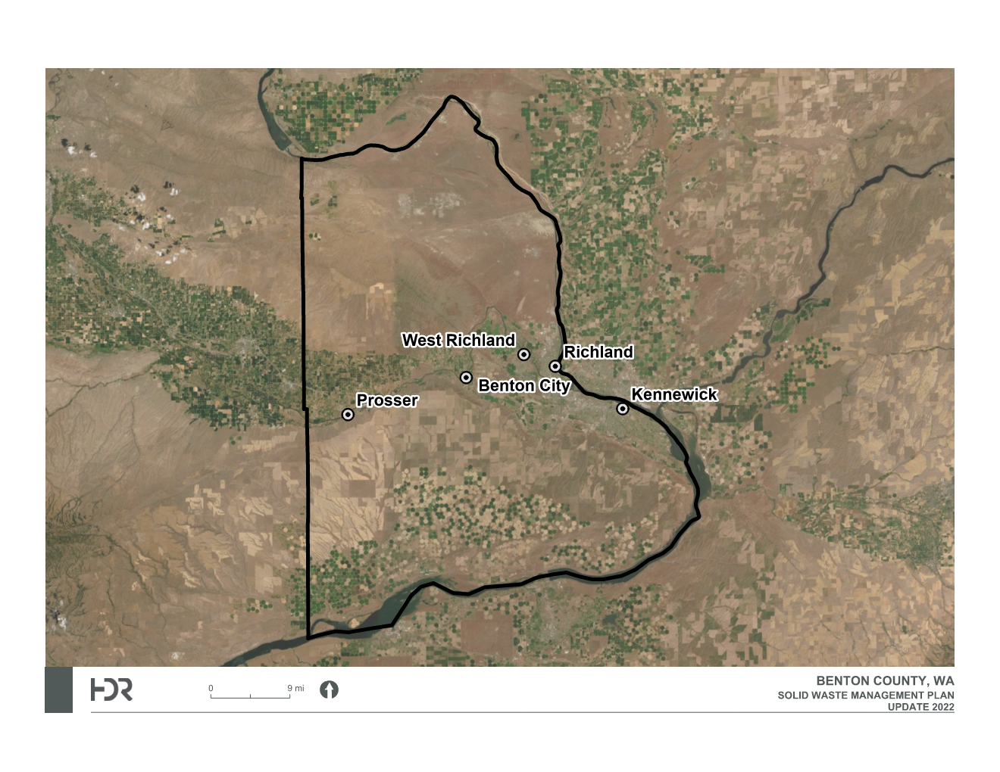 West Richland
Richland
Benton City
Kennewick
Prosser
HDR
0 9 mi
BENTON COUNTY, WA
SOLID WASTE MANAGEMENT PLAN
UPDATE 2022